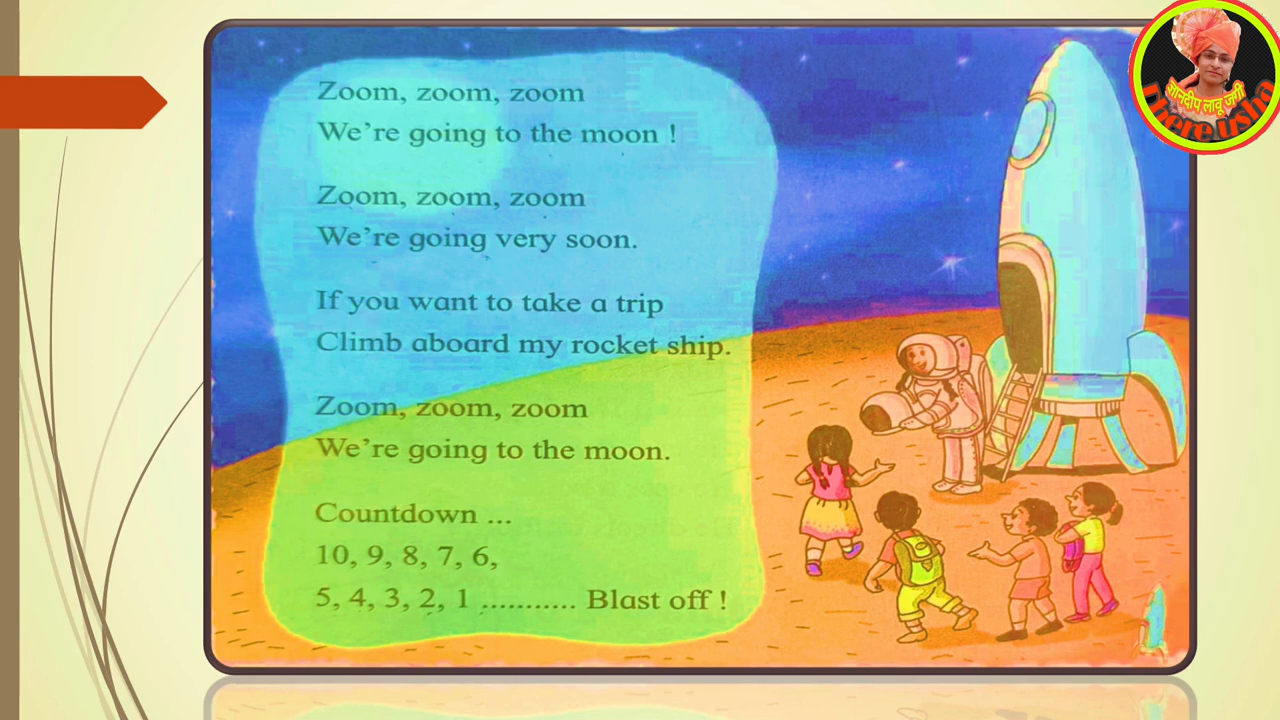 Zoom, zoom, zoom
We're going to the moon !
Zoom, zoom, zoom
We're going very soon.
If you want to take a trip
Climb aboard my rocket ship.
Zoom, zoom, zoom
We're going to the moon.
Countdown ...
10, 9, 8, 7, 6,
5, 4, 3, 2, 1 ........... Blast off !
ज्ञानदीप लावू जगी